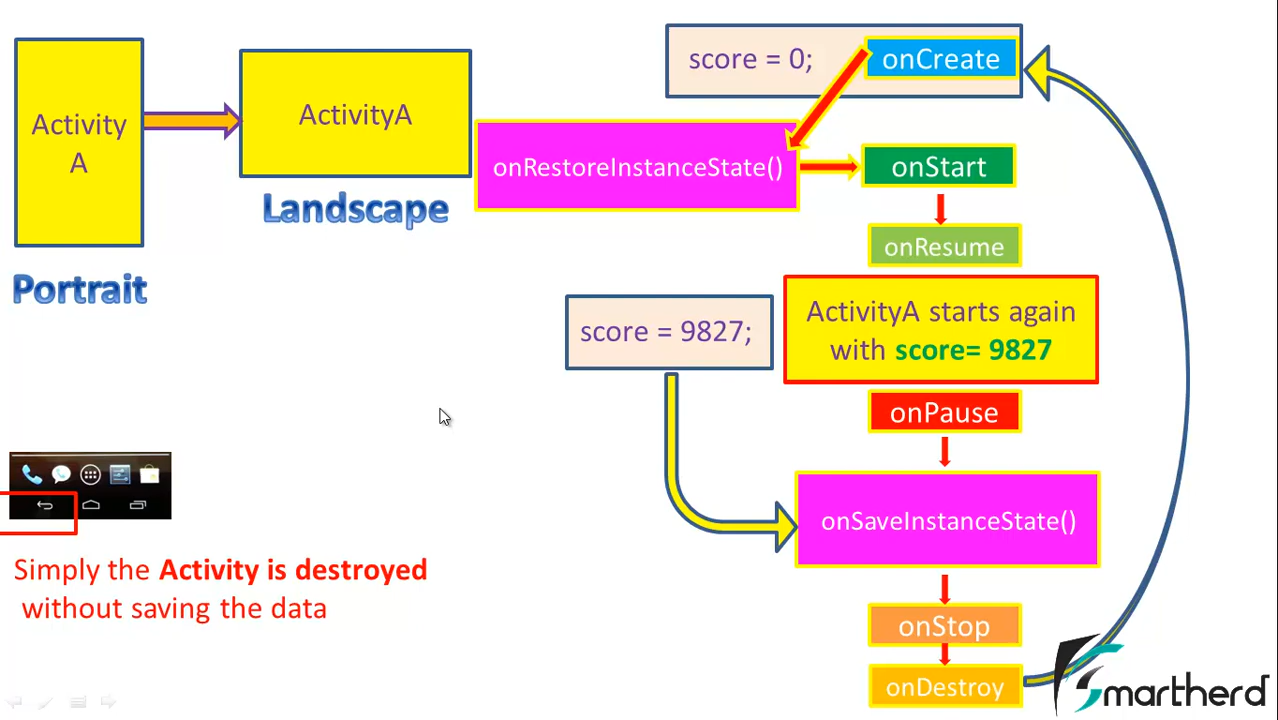 Activity
A
ActivityA
Portrait
Landscape
score = 0;
onCreate
onRestoreInstanceState()
onStart
onResume
score = 9827;
ActivityA starts again
with score= 9827
onPause
onSaveInstanceState()
onStop
onDestroy
Simply the Activity is destroyed
without saving the data
Smartherd